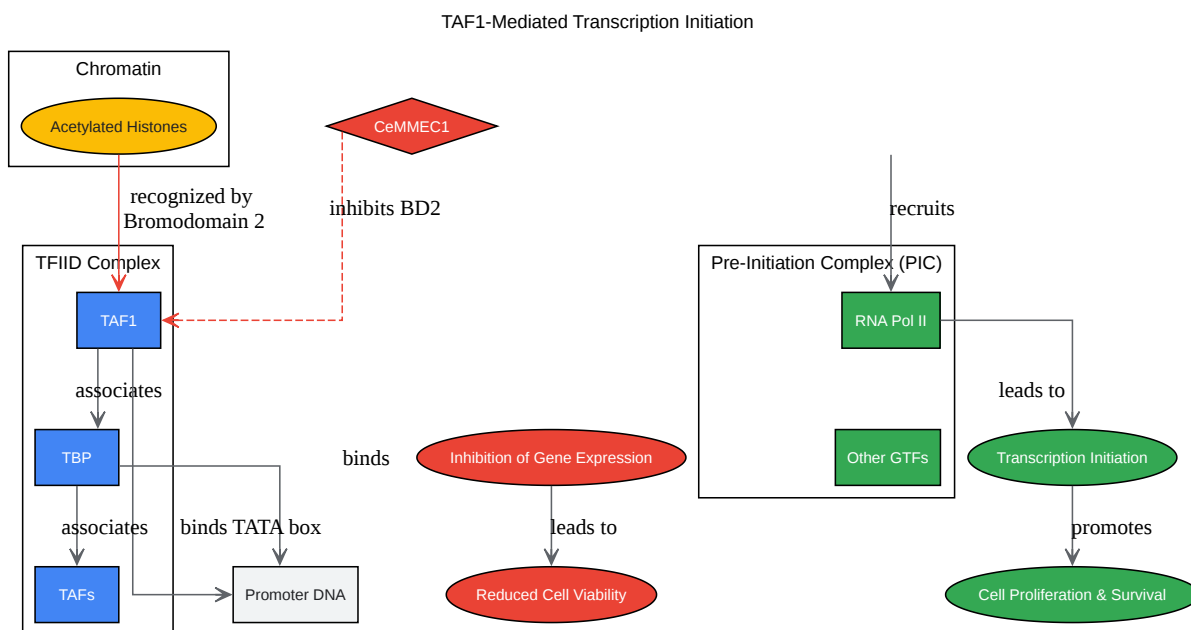 TAF1-Mediated Transcription Initiation
Chromatin
Acetylated Histones
CeMMEC1
recognized by
Bromodomain 2
inhibits BD2
recruits
TFIID Complex
Pre-Initiation Complex (PIC)
TAF1
RNA Pol II
associates
leads to
TBP
binds
Inhibition of Gene Expression
Other GTFs
Transcription Initiation
associates
binds TATA box
leads to
promotes
TAFs
Promoter DNA
Reduced Cell Viability
Cell Proliferation & Survival